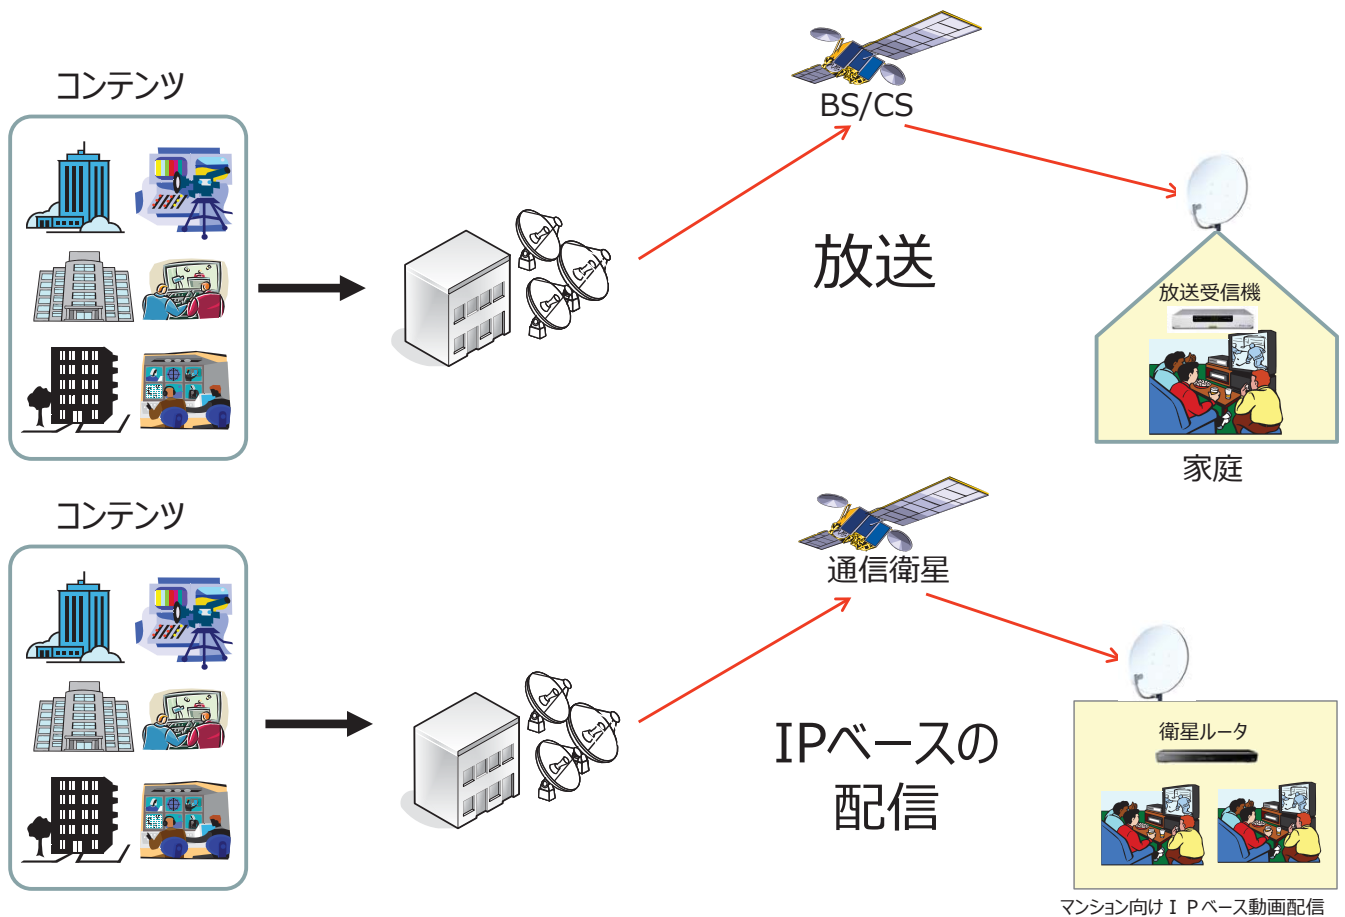 コンテンツ
BS/CS
放送
放送受信機
家庭
コンテンツ
通信衛星
IPベースの
配信
衛星ルータ
マンション向けＩＰベース動画配信